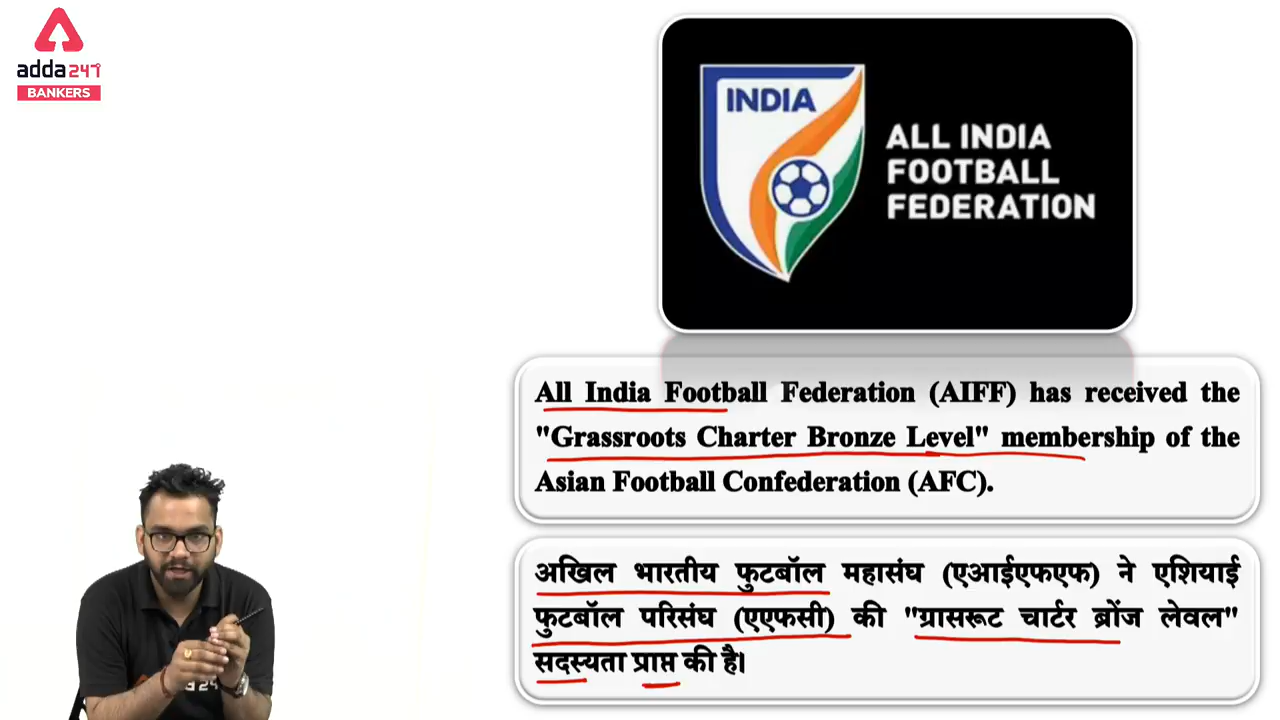 adda247
BANKERS
INDIA
ALL INDIA
FOOTBALL
FEDERATION
All India Football Federation (AIFF) has received the
"Grassroots Charter Bronze Level" membership of the
Asian Football Confederation (AFC).
अखिल भारतीय फुटबॉल महासंघ (एआईएफएफ) ने एशियाई
फुटबॉल परिसंघ (एएफसी) की "ग्रासरूट चार्टर ब्रोंज लेवल"
सदस्यता प्राप्त की है।